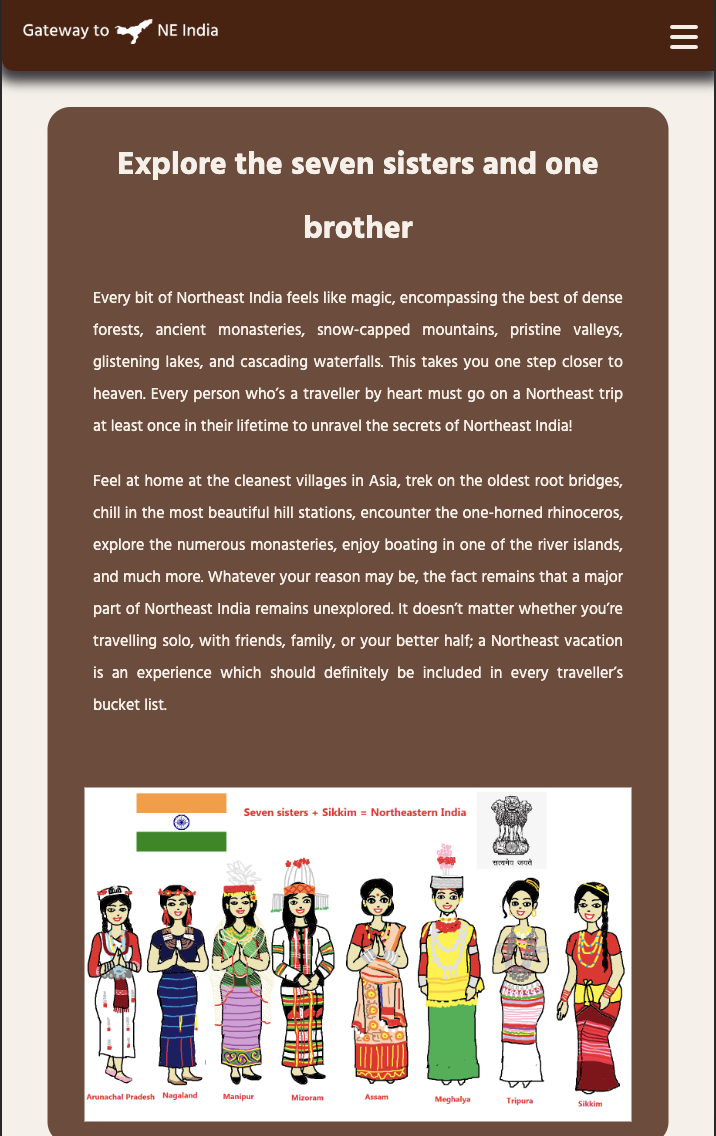 Gateway to NE India
Explore the seven sisters and one
brother
Every bit of Northeast India feels like magic, encompassing the best of dense
forests, ancient monasteries, snow-capped mountains, pristine valleys,
glistening lakes, and cascading waterfalls. This takes you one step closer to
heaven. Every person who’s a traveller by heart must go on a Northeast trip
at least once in their lifetime to unravel the secrets of Northeast India!
Feel at home at the cleanest villages in Asia, trek on the oldest root bridges,
chill in the most beautiful hill stations, encounter the one-horned rhinoceros,
explore the numerous monasteries, enjoy boating in one of the river islands,
and much more. Whatever your reason may be, the fact remains that a major
part of Northeast India remains unexplored. It doesn’t matter whether you’re
travelling solo, with friends, family, or your better half; a Northeast vacation
is an experience which should definitely be included in every traveller’s
bucket list.
Seven sisters + Sikkim = Northeastern India
सत्यमेव जयते
Arunachal Pradesh Nagaland Manipur Mizoram Assam Meghalya Tripura Sikkim